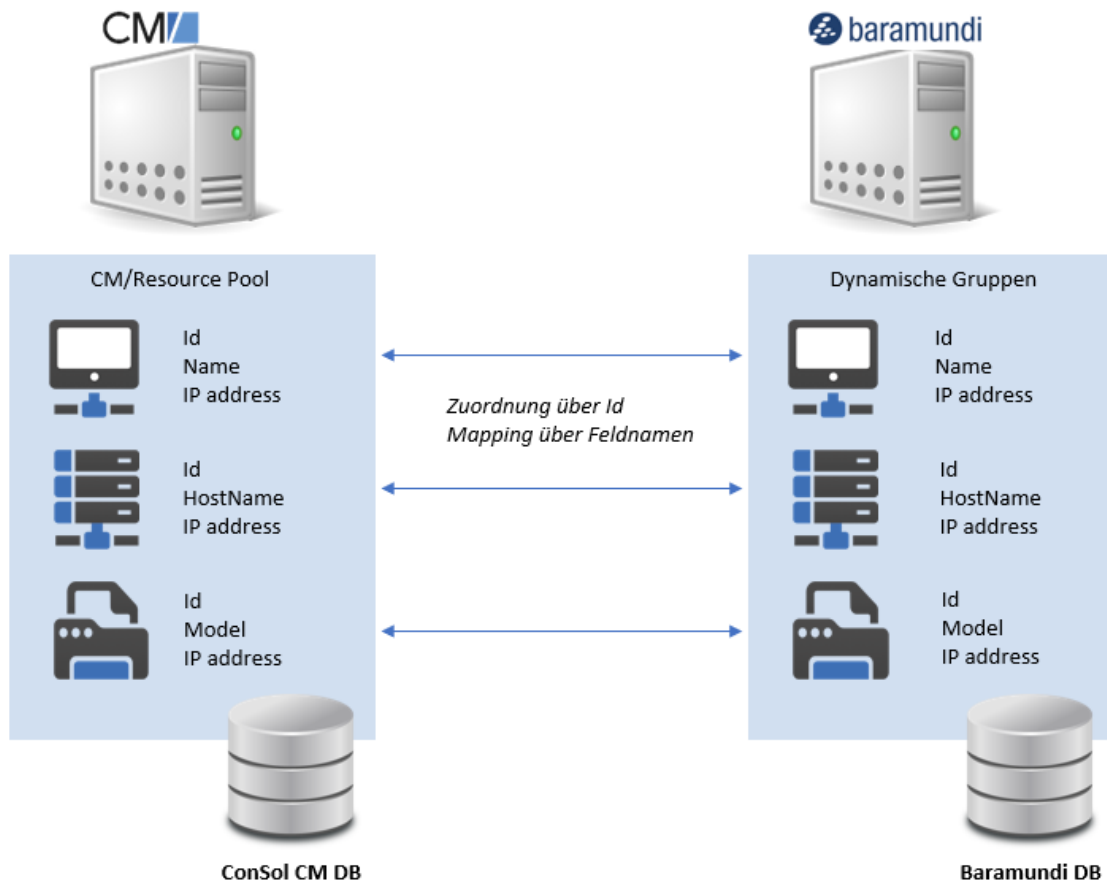 CM/
baramundi
CM/Resource Pool
Id
Name
IP address
Id
HostName
IP address
Id
Model
IP address
Zuordnung über Id
Mapping über Feldnamen
Dynamische Gruppen
Id
Name
IP address
Id
HostName
IP address
Id
Model
IP address
ConSol CM DB
Baramundi DB